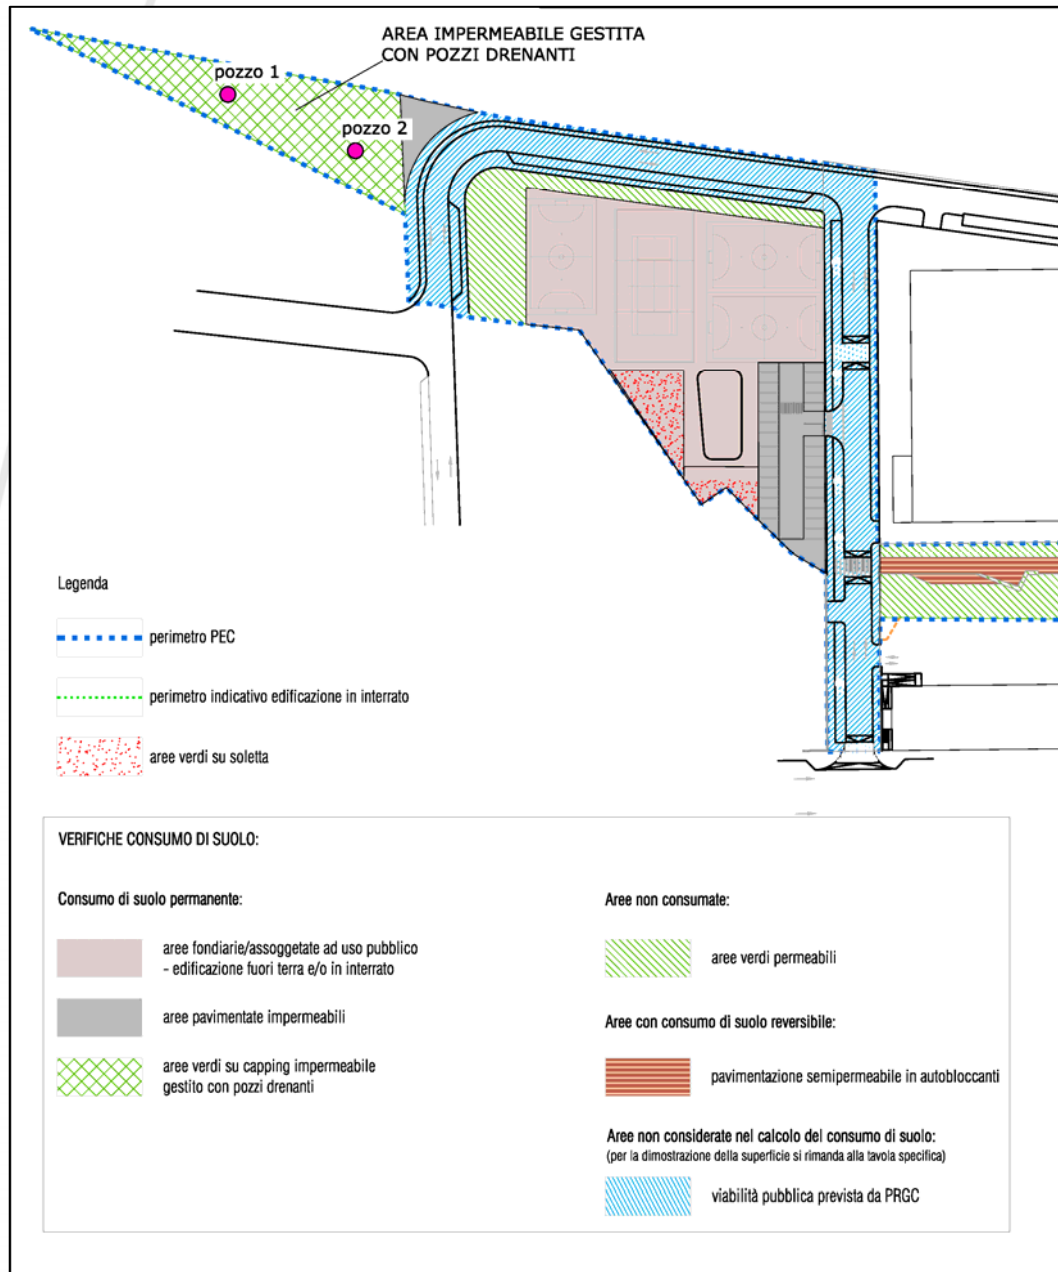 AREA IMPERMEABILE GESTITA
CON POZZI DRENANTI
pozzo 1
pozzo 2
Legenda
perimetro PEC
perimetro indicativo edificazione in interrato
aree verdi su soletta
VERIFICHE CONSUMO DI SUOLO:
Consumo di suolo permanente:
aree fondiarie/assoggetate ad uso pubblico
- edificazione fuori terra e/o in interrato
aree pavimentate impermeabili
aree verdi su capping impermeabile
gestito con pozzi drenanti
Aree non consumate:
aree verdi permeabili
Aree con consumo di suolo reversibile:
pavimentazione semipermeabile in autobloccanti
Aree non considerate nel calcolo del consumo di suolo:
(per la dimostrazione della superficie si rimanda alla tavola specifica)
viabilità pubblica prevista da PRGC